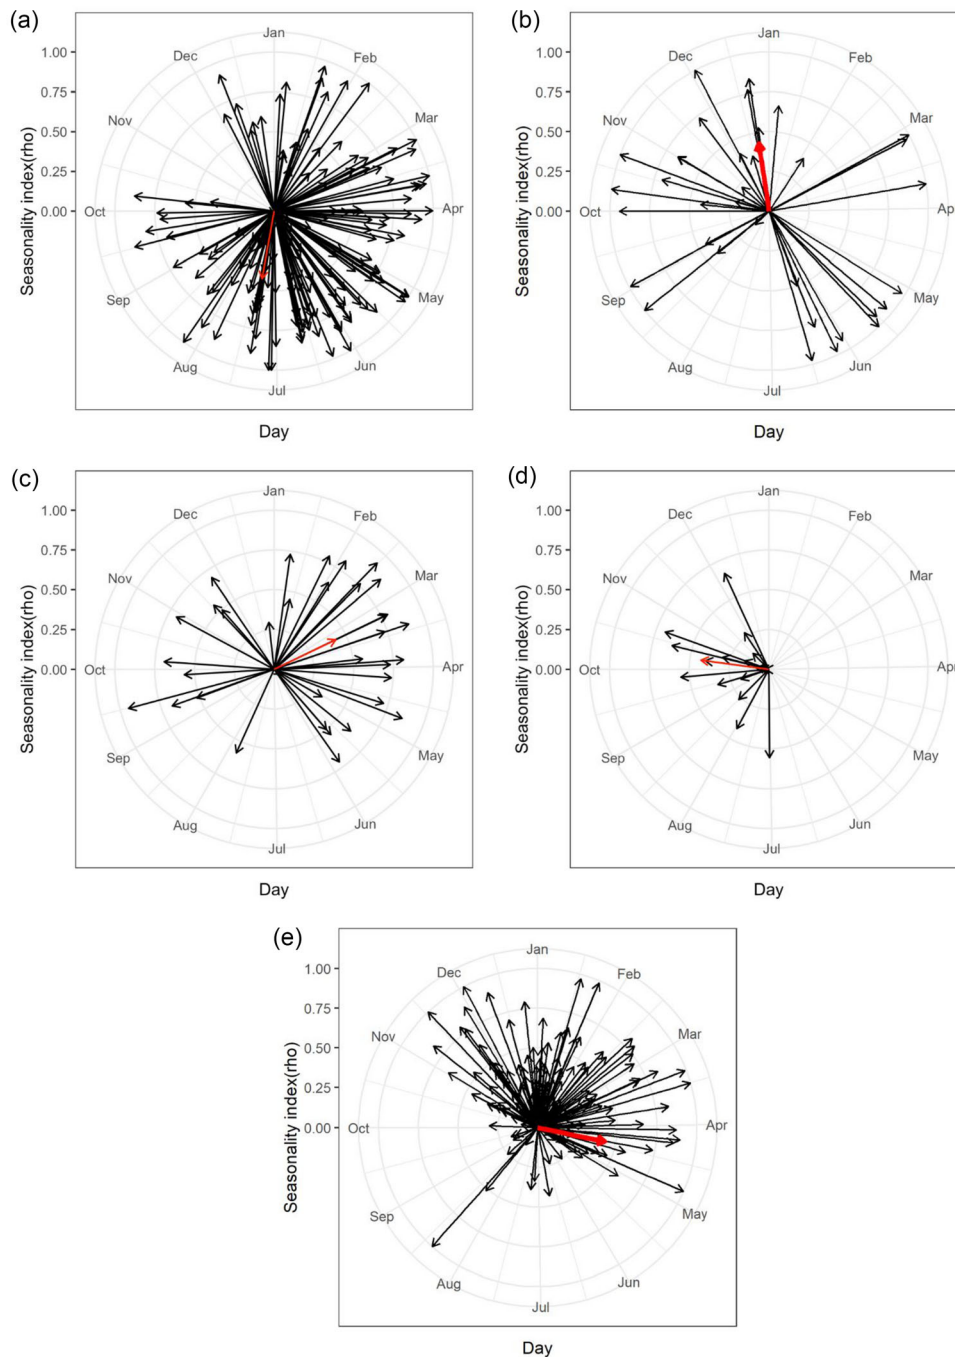 (a)
Jan
Feb
Mar
Apr
May
Jun
Jul
Aug
Sep
Oct
Nov
Dec
1.00
0.75
0.50
0.25
0.00
Seasonality index(rho)
Day
(b)
Jan
Feb
Mar
Apr
May
Jun
Jul
Aug
Sep
Oct
Nov
Dec
1.00
0.75
0.50
0.25
0.00
Seasonality index(rho)
Day
(c)
Jan
Feb
Mar
Apr
May
Jun
Jul
Aug
Sep
Oct
Nov
Dec
1.00
0.75
0.50
0.25
0.00
Seasonality index(rho)
Day
(d)
Jan
Feb
Mar
Apr
May
Jun
Jul
Aug
Sep
Oct
Nov
Dec
1.00
0.75
0.50
0.25
0.00
Seasonality index(rho)
Day
(e)
Jan
Feb
Mar
Apr
May
Jun
Jul
Aug
Sep
Oct
Nov
Dec
1.00
0.75
0.50
0.25
0.00
Seasonality index(rho)
Day